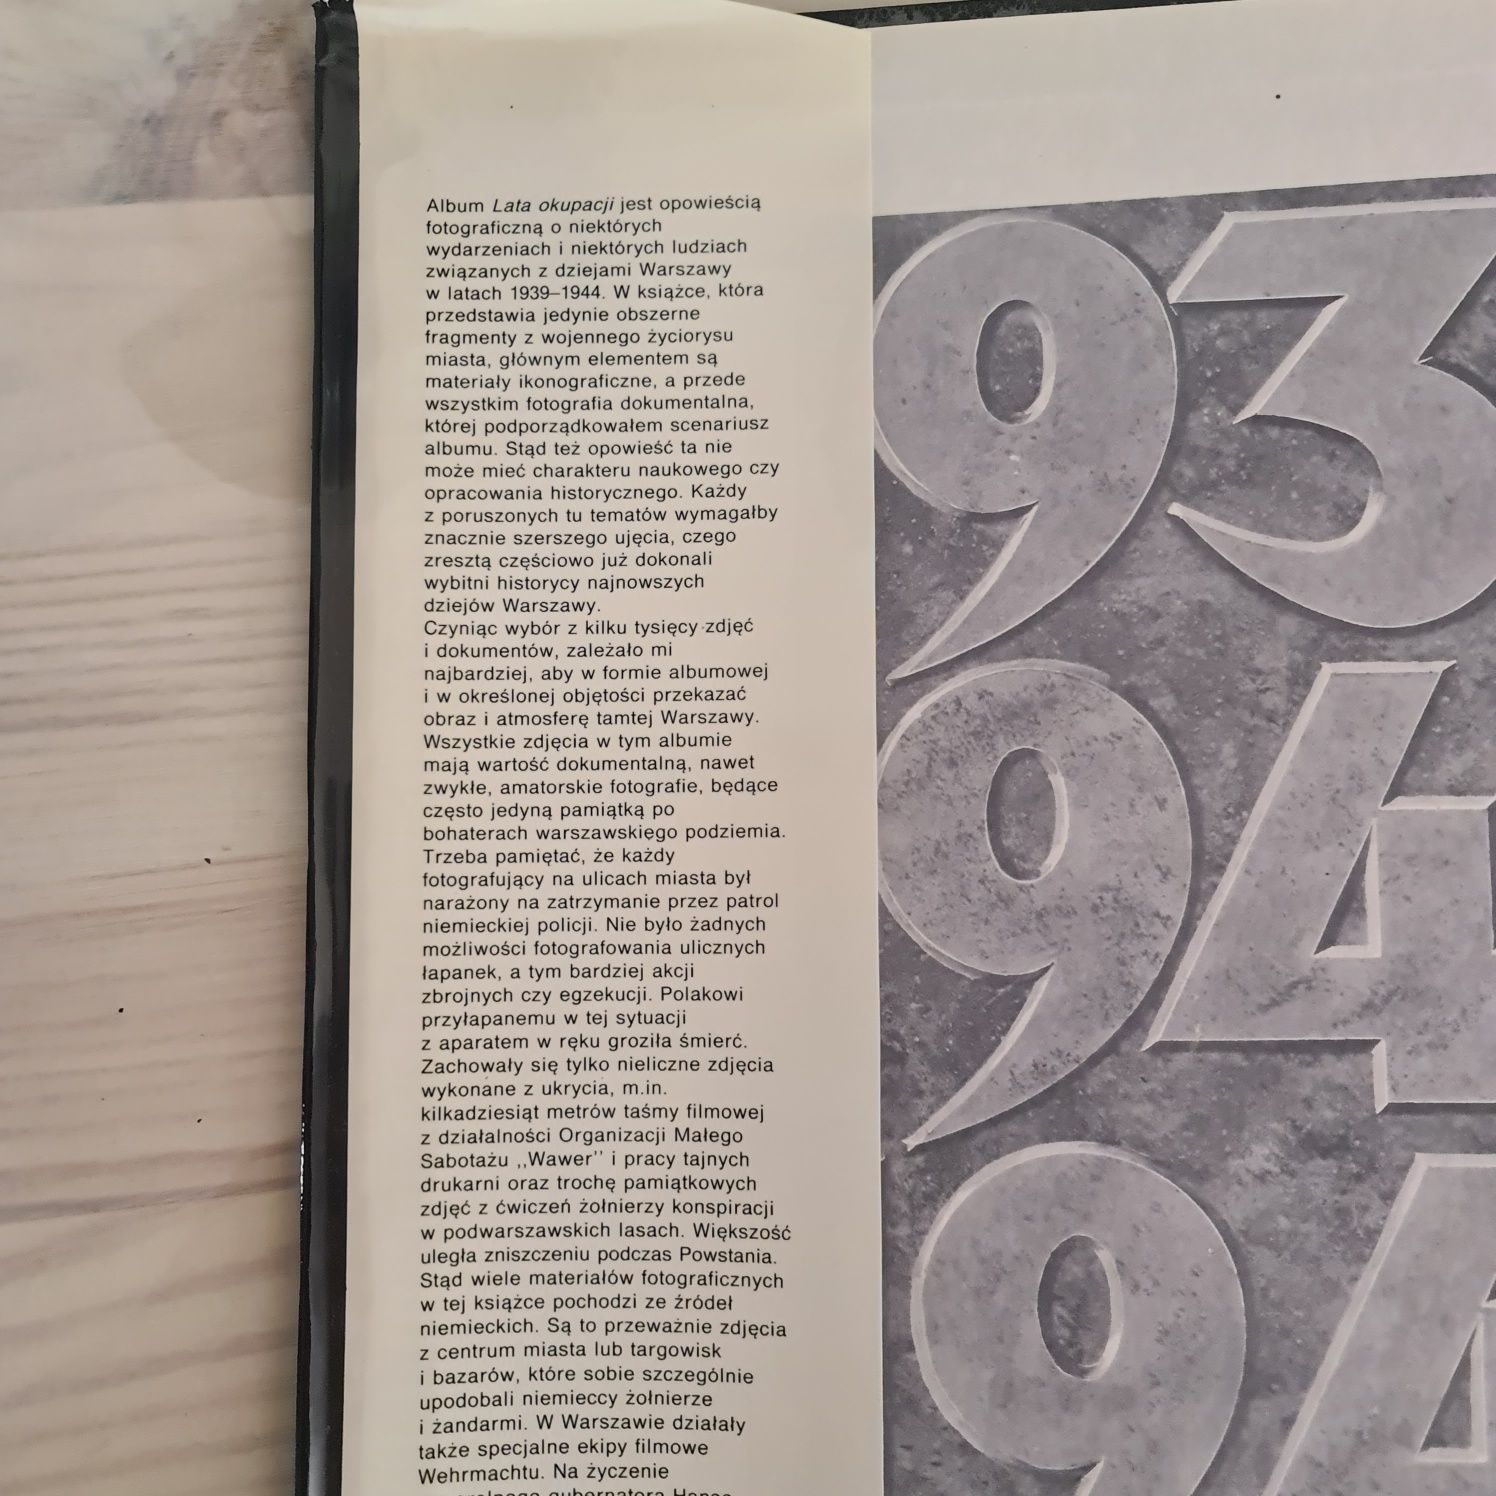 Album Lata okupacji jest opowieścią
fotograficzną o niektórych
wydarzeniach i niektórych ludziach
związanych z dziejami Warszawy
w latach 1939–1944. W książce, która
przedstawia jedynie obszerne
fragmenty z wojennego życiorysu
miasta, głównym elementem są
materiały ikonograficzne, a przede
wszystkim fotografia dokumentalna,
której podporządkowałem scenariusz
albumu. Stąd też opowieść ta nie
może mieć charakteru naukowego czy
opracowania historycznego. Każdy
z poruszonych tu tematów wymagałby
znacznie szerszego ujęcia, czego
zresztą częściowo już dokonali
wybitni historycy najnowszych
dziejów Warszawy.
Czyniąc wybór z kilku tysięcy zdjęć
i dokumentów, zależało mi
najbardziej, aby w formie albumowej
i w określonej objętości przekazać
obraz i atmosferę tamtej Warszawy.
Wszystkie zdjęcia w tym albumie
mają wartość dokumentalną, nawet
zwykłe, amatorskie fotografie, będące
często jedyną pamiątką po
bohaterach warszawskięgo podziemia.
Trzeba pamiętać, że każdy
fotografujący na ulicach miasta był
narażony na zatrzymanie przez patrol
niemieckiej policji. Nie było żadnych
możliwości fotografowania ulicznych
łapanek, a tym bardziej akcji
zbrojnych czy egzekucji. Polakowi
przyłapanemu w tej sytuacji
z aparatem w ręku groziła śmierć.
Zachowały się tylko nieliczne zdjęcia
wykonane z ukrycia, m.in.
kilkadziesiąt metrów taśmy filmowej
z działalności Organizacji Małego
Sabotażu ,,Wawer'' i pracy tajnych
drukarni oraz trochę pamiątkowych
zdjęć z ćwiczeń żołnierzy konspiracji
w podwarszawskich lasach. Większość
uległa zniszczeniu podczas Powstania.
Stąd wiele materiałów fotograficznych
w tej książce pochodzi ze źródeł
niemieckich. Są to przeważnie zdjęcia
z centrum miasta lub targowisk
i bazarów, które sobie szczególnie
upodobali niemieccy żołnierze
i żandarmi. W Warszawie działały
także specjalne ekipy filmowe
Wehrmachtu. Na życzenie
gubernatora
93
94
94